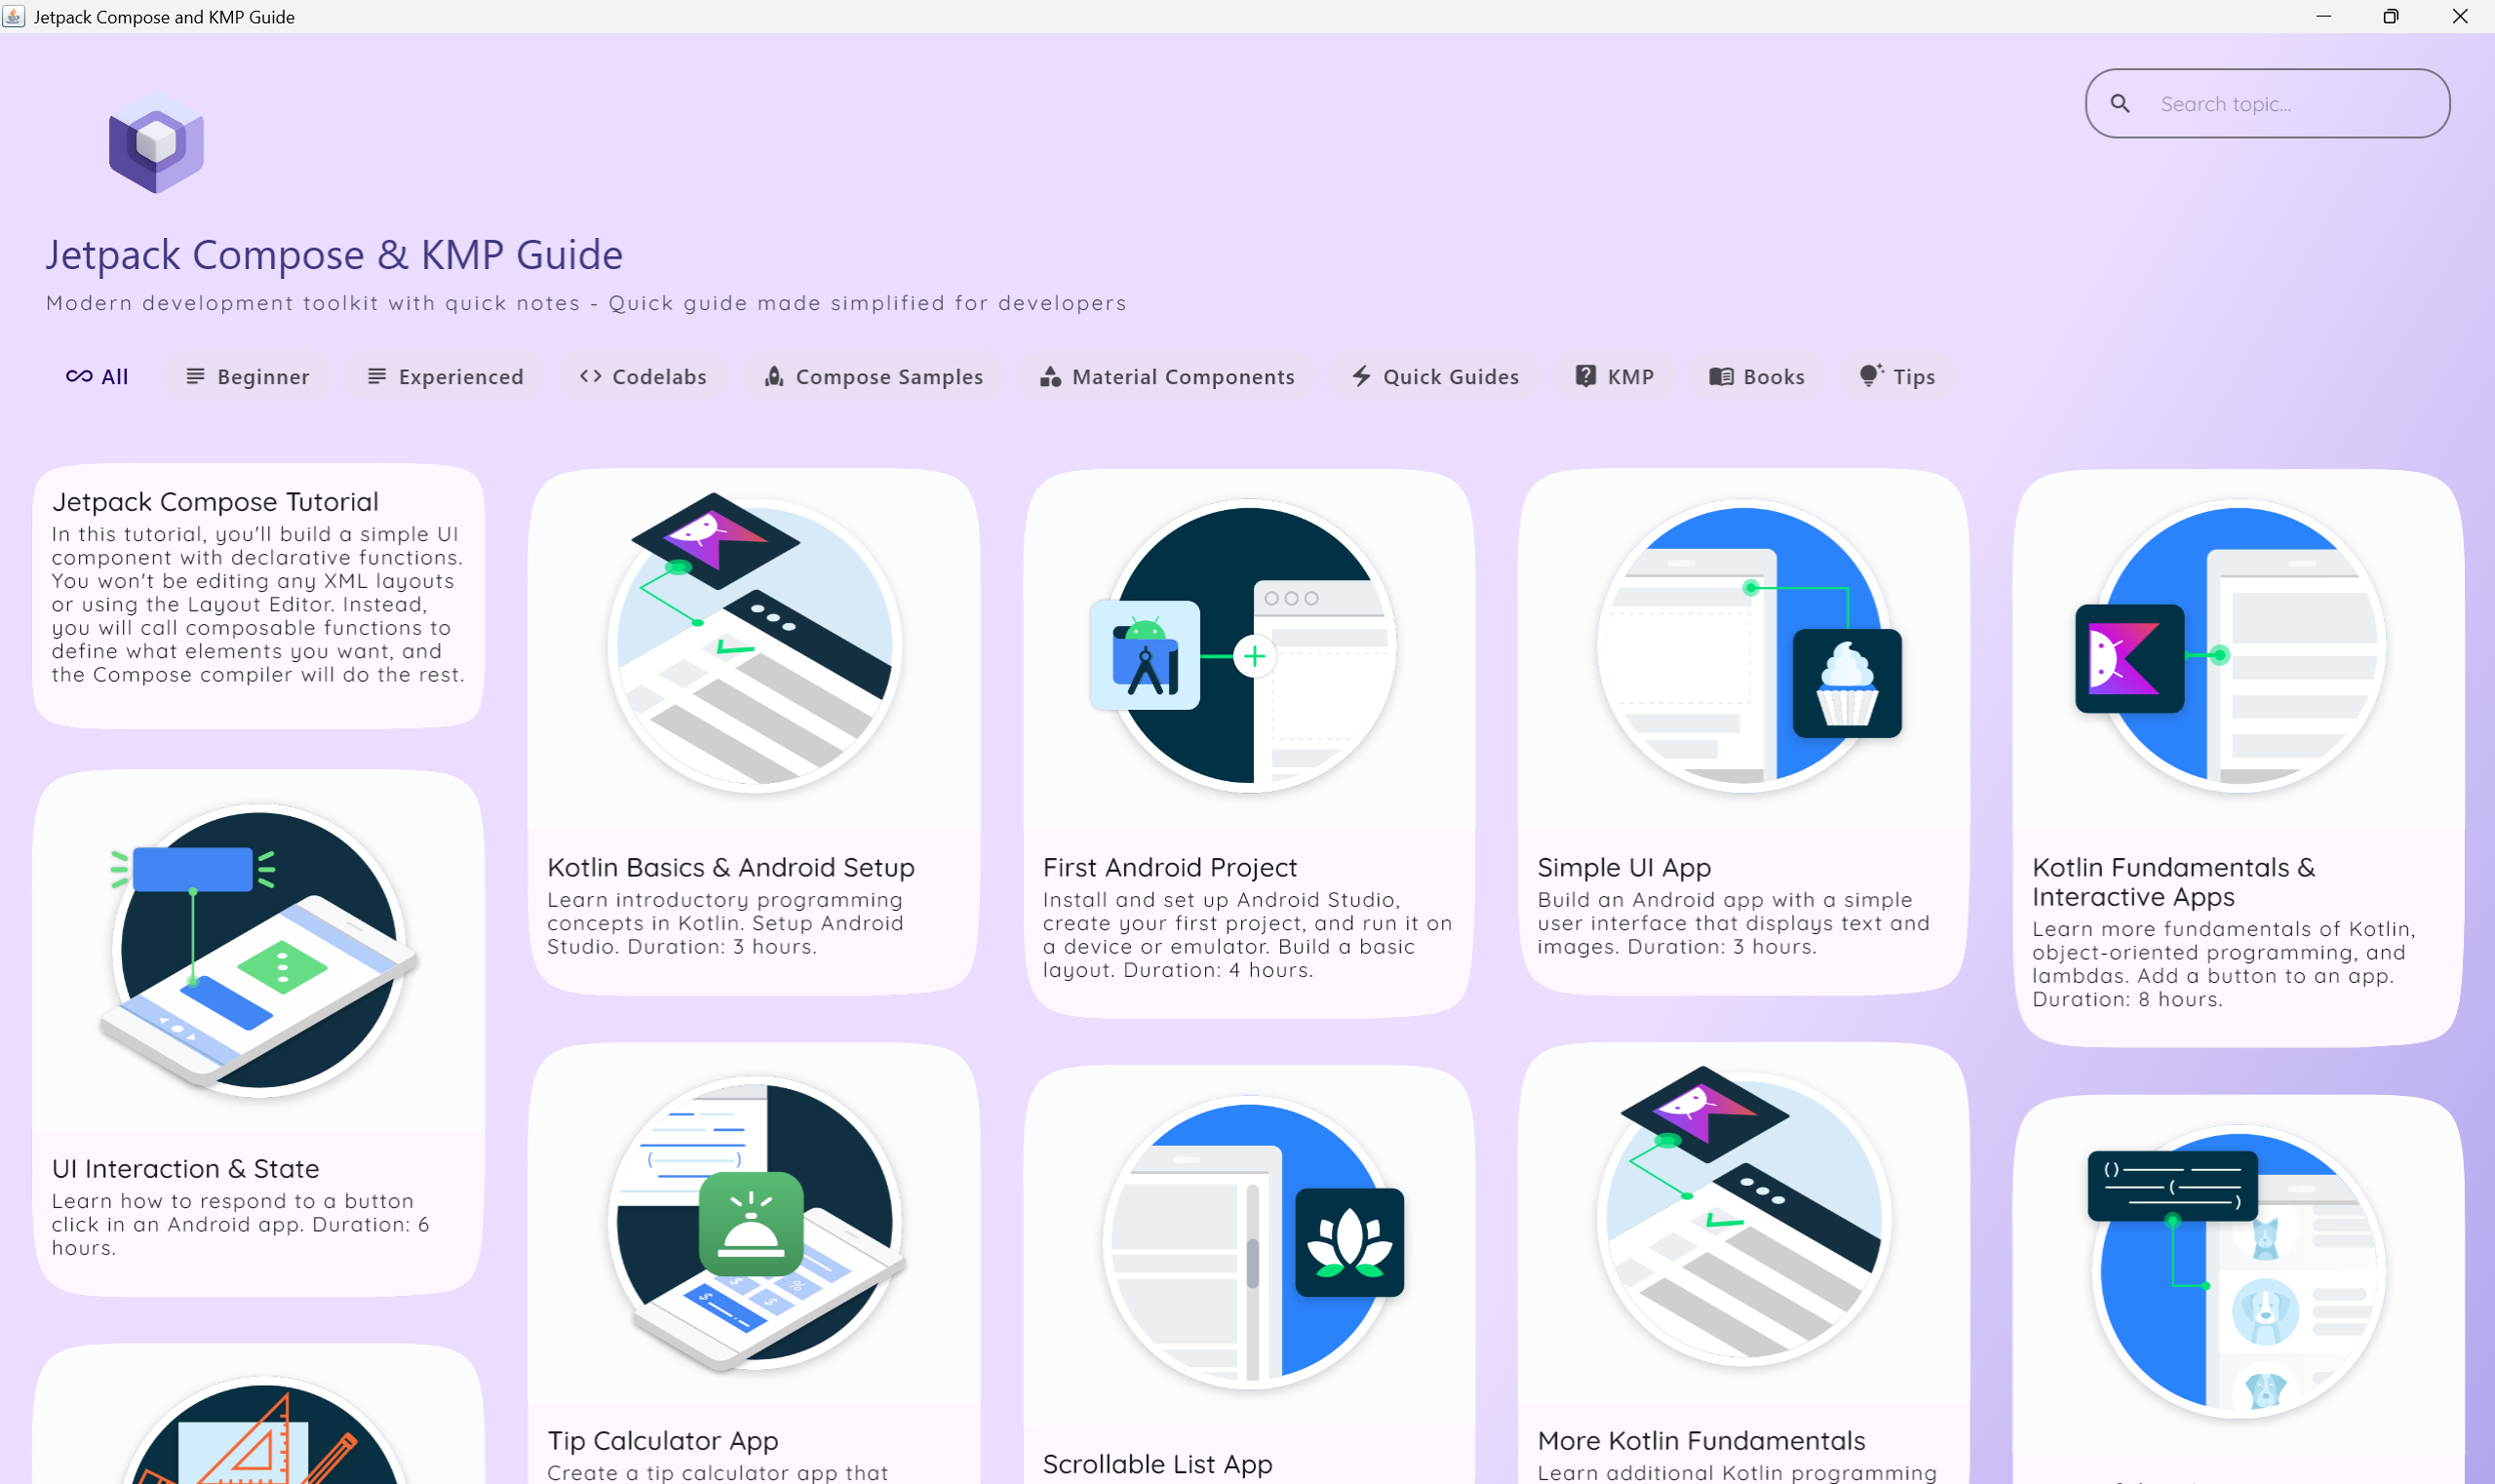 Jetpack Compose and KMP Guide
Search topic...
Jetpack Compose & KMP Guide
Modern development toolkit with quick notes - Quick guide made simplified for developers
All
Beginner
Experienced
Codelabs
Compose Samples
Material Components
Quick Guides
KMP
Books
Tips
Jetpack Compose Tutorial
In this tutorial, you'll build a simple UI
component with declarative functions.
You won't be editing any XML layouts
or using the Layout Editor. Instead,
you will call composable functions to
define what elements you want, and
the Compose compiler will do the rest.
Kotlin Basics & Android Setup
Learn introductory programming
concepts in Kotlin. Setup Android
Studio. Duration: 3 hours.
First Android Project
Install and set up Android Studio,
create your first project, and run it on
a device or emulator. Build a basic
layout. Duration: 4 hours.
Simple UI App
Build an Android app with a simple
user interface that displays text and
images. Duration: 3 hours.
Kotlin Fundamentals &
Interactive Apps
Learn more fundamentals of Kotlin,
object-oriented programming, and
lambdas. Add a button to an app.
Duration: 8 hours.
UI Interaction & State
Learn how to respond to a button
click in an Android app. Duration: 6
hours.
Tip Calculator App
Create a tip calculator app that
Scrollable List App
More Kotlin Fundamentals
Learn additional Kotlin programming